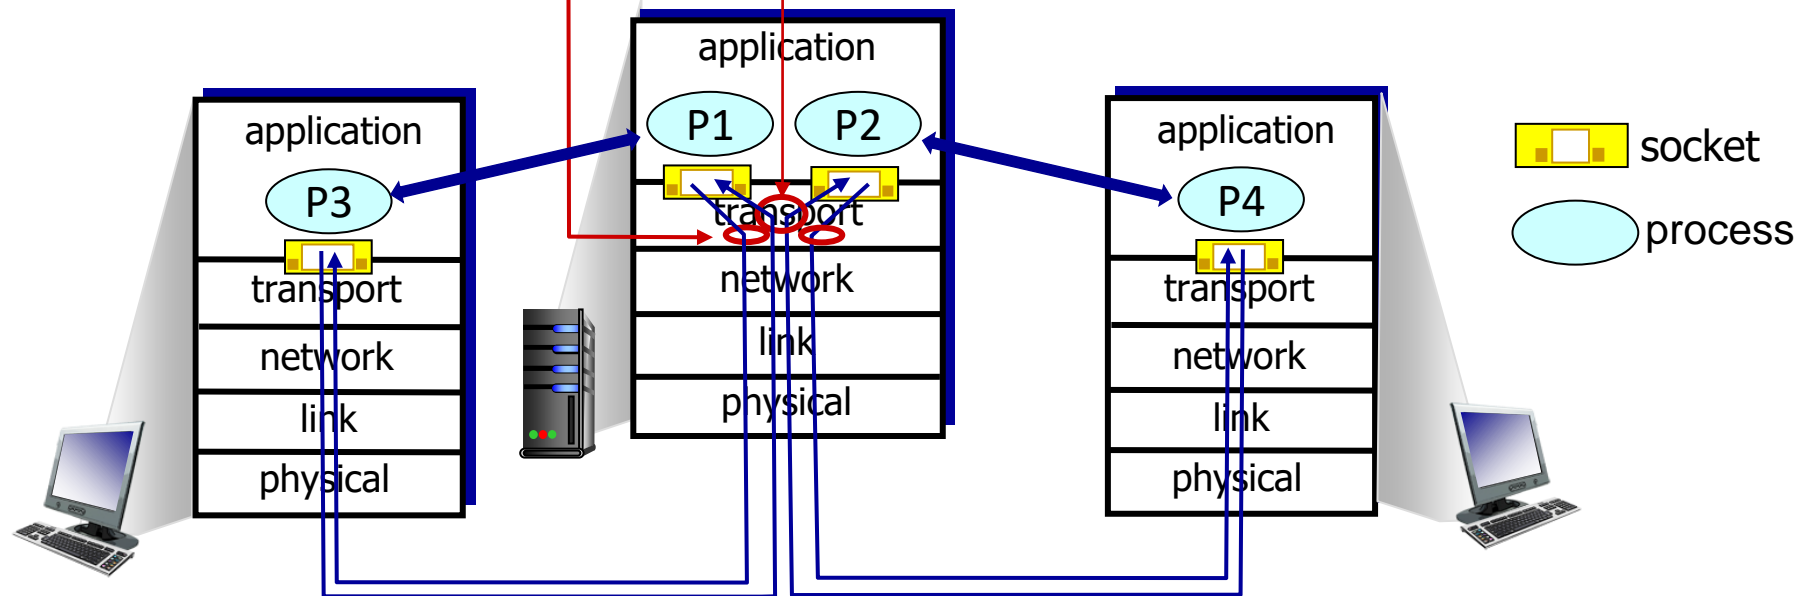 application
P3
transport
network
link
physical
application
P1 P2
transport
network
link
physical
application
P4
transport
network
link
physical
socket
process